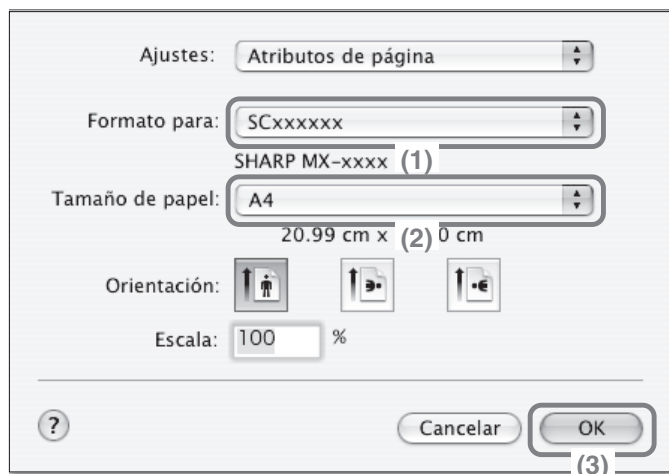 Ajustes: Atributos de página
Formato para: SCxxxxxx
SHARP MX-xxxx (1)
Tamaño de papel: A4
20.99 cm x (2) 0 cm
Orientación:
Escala: 100 %
? Cancelar OK
(3)